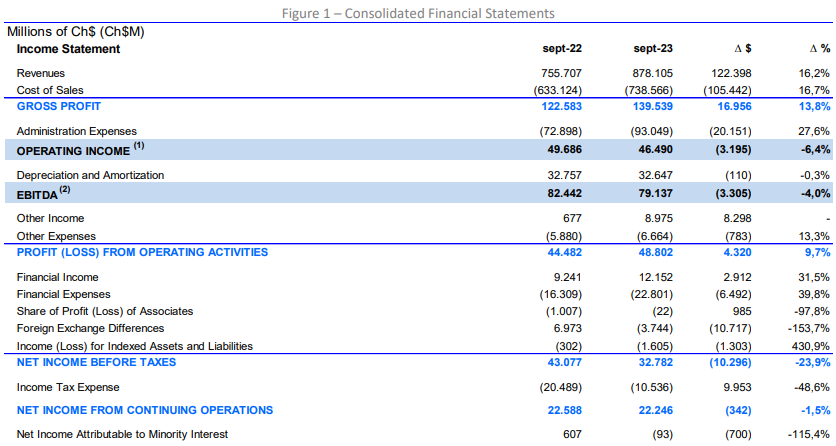 Figure 1 – Consolidated Financial Statements
Millions of Ch$ (Ch$M)
Income Statement sept-22 sept-23 Δ $ Δ %
Revenues 755.707 878.105 122.398 16,2%
Cost of Sales (633.124) (738.566) (105.442) 16,7%
GROSS PROFIT 122.583 139.539 16.956 13,8%
Administration Expenses (72.898) (93.049) (20.151) 27,6%
OPERATING INCOME (1) 49.686 46.490 (3.195) -6,4%
Depreciation and Amortization 32.757 32.647 (110) -0,3%
EBITDA (2) 82.442 79.137 (3.305) -4,0%
Other Income 677 8.975 8.298 -
Other Expenses (5.880) (6.664) (783) 13,3%
PROFIT (LOSS) FROM OPERATING ACTIVITIES 44.482 48.802 4.320 9,7%
Financial Income 9.241 12.152 2.912 31,5%
Financial Expenses (16.309) (22.801) (6.492) 39,8%
Share of Profit (Loss) of Associates (1.007) (22) 985 -97,8%
Foreign Exchange Differences 6.973 (3.744) (10.717) -153,7%
Income (Loss) for Indexed Assets and Liabilities (302) (1.605) (1.303) 430,9%
NET INCOME BEFORE TAXES 43.077 32.782 (10.296) -23,9%
Income Tax Expense (20.489) (10.536) 9.953 -48,6%
NET INCOME FROM CONTINUING OPERATIONS 22.588 22.246 (342) -1,5%
Net Income Attributable to Minority Interest 607 (93) (700) -115,4%